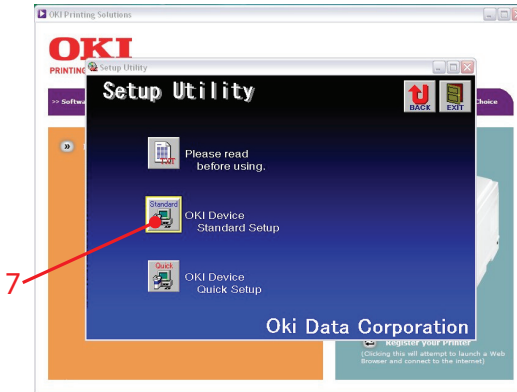 OKI Printing Solutions
OKI
PRINTING
Setup Utility
Setup Utility
BACK
EXIT
>> Softwa
Choice
»
TXT
Please read
before using.
Standard
OKI Device
Standard Setup
7
Quick
OKI Device
Quick Setup
Oki Data Corporation
Register your Printer
(Clicking this will attempt to launch a Web
Browser and connect to the internet)